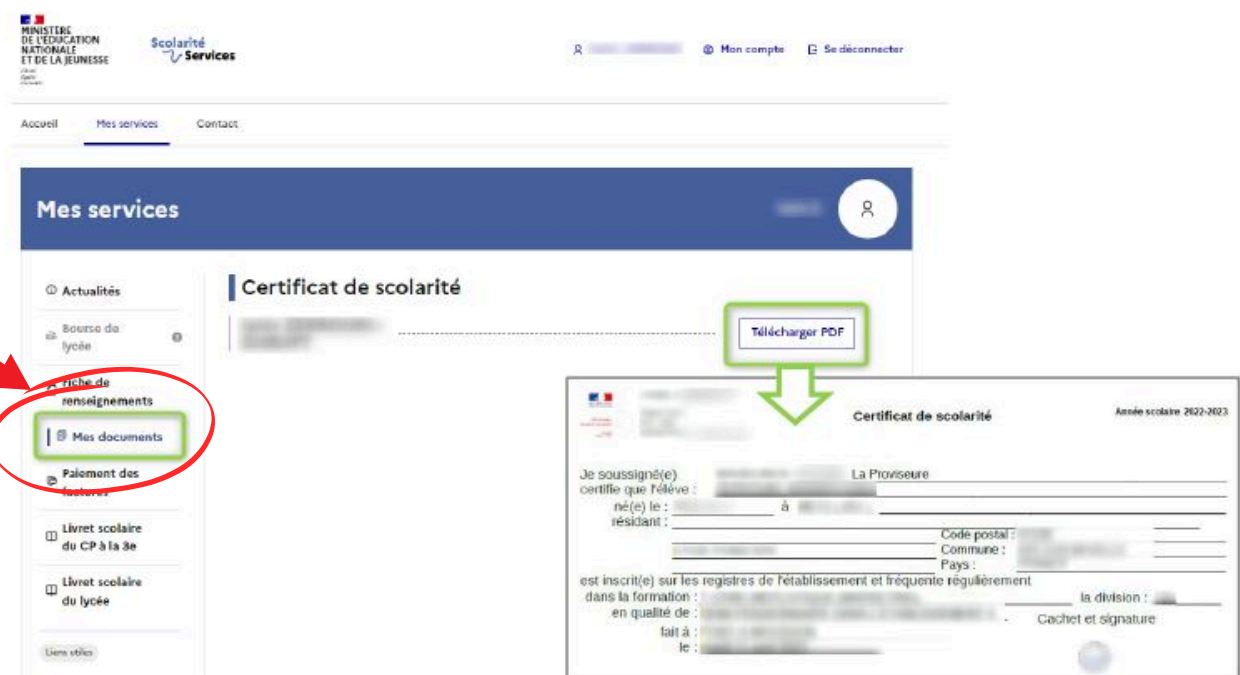 MINISTÈRE
DE L'ÉDUCATION
NATIONALE
ET DE LA JEUNESSE
Scolarité
Services
Mon compte
Se déconnecter
Accueil
Mes services
Contact
Mes services
Actualités
Bourse de
lycée
Fiche de
renseignements
Mes documents
Paiement des
factures
Livret scolaire
du CP à la 3e
Livret scolaire
du lycée
Liens utiles
Certificat de scolarité
Télécharger PDF
Certificat de scolarité
Année scolaire 2022-2023
Je soussigné(e) La Proviseure
certifie que l'élève :
né(e) le : à
résidant :
Code postal :
Commune :
Pays :
est inscrit(e) sur les registres de l'établissement et fréquente régulièrement
dans la formation : la division :
en qualité de :
Cachet et signature
fait à :
le :